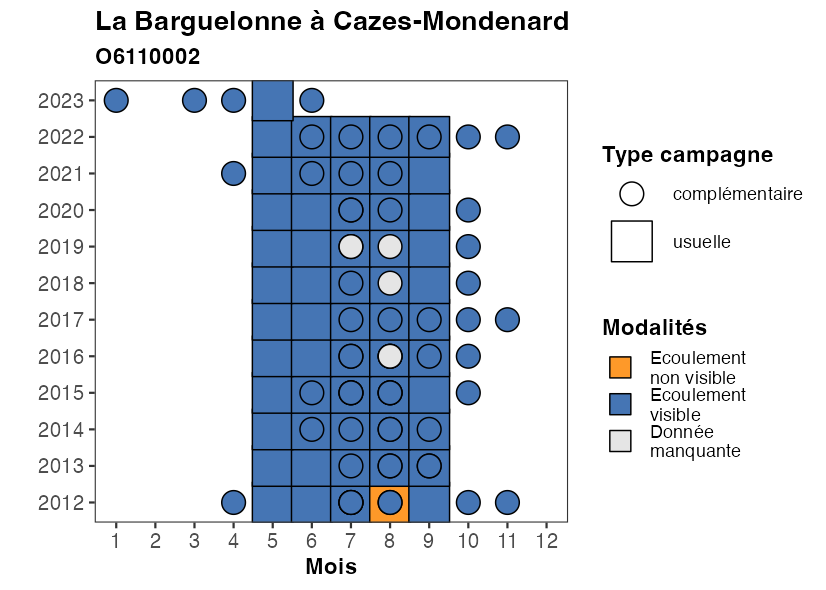 La Barguelonne à Cazes-Mondenard
O6110002
2023
2022
2021
2020
2019
2018
2017
2016
2015
2014
2013
2012
1 2 3 4 5 6 7 8 9 10 11 12
Mois
Type campagne
complémentaire
usuelle
Modalités
Ecoulement
non visible
Ecoulement
visible
Donnée
manquante